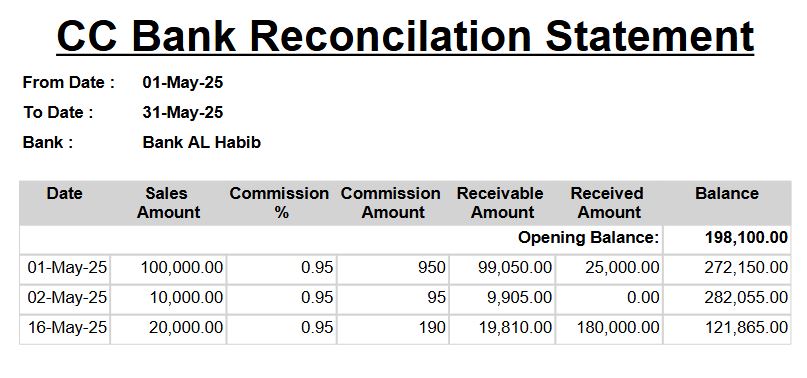 CC Bank Reconcilation Statement
From Date : 01-May-25
To Date : 31-May-25
Bank : Bank AL Habib
Date Sales Amount Commission % Commission Amount Receivable Amount Received Amount Balance
Opening Balance: 198,100.00
01-May-25 100,000.00 0.95 950 99,050.00 25,000.00 272,150.00
02-May-25 10,000.00 0.95 95 9,905.00 0.00 282,055.00
16-May-25 20,000.00 0.95 190 19,810.00 180,000.00 121,865.00